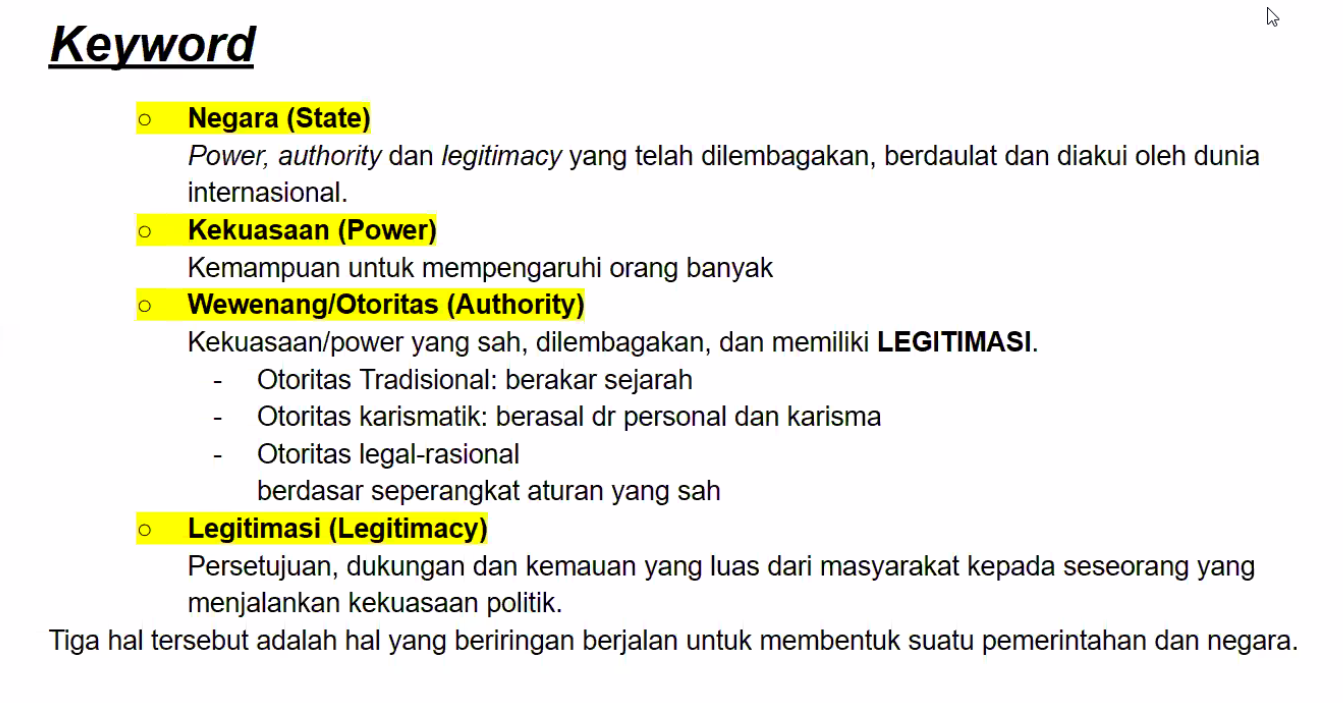 Keyword
○ Negara (State)
Power, authority dan legitimacy yang telah dilembagakan, berdaulat dan diakui oleh dunia
internasional.
○ Kekuasaan (Power)
Kemampuan untuk mempengaruhi orang banyak
○ Wewenang/Otoritas (Authority)
Kekuasaan/power yang sah, dilembagakan, dan memiliki LEGITIMASI.
- Otoritas Tradisional: berakar sejarah
- Otoritas karismatik: berasal dr personal dan karisma
- Otoritas legal-rasional
berdasar seperangkat aturan yang sah
○ Legitimasi (Legitimacy)
Persetujuan, dukungan dan kemauan yang luas dari masyarakat kepada seseorang yang
menjalankan kekuasaan politik.
Tiga hal tersebut adalah hal yang beriringan berjalan untuk membentuk suatu pemerintahan dan negara.